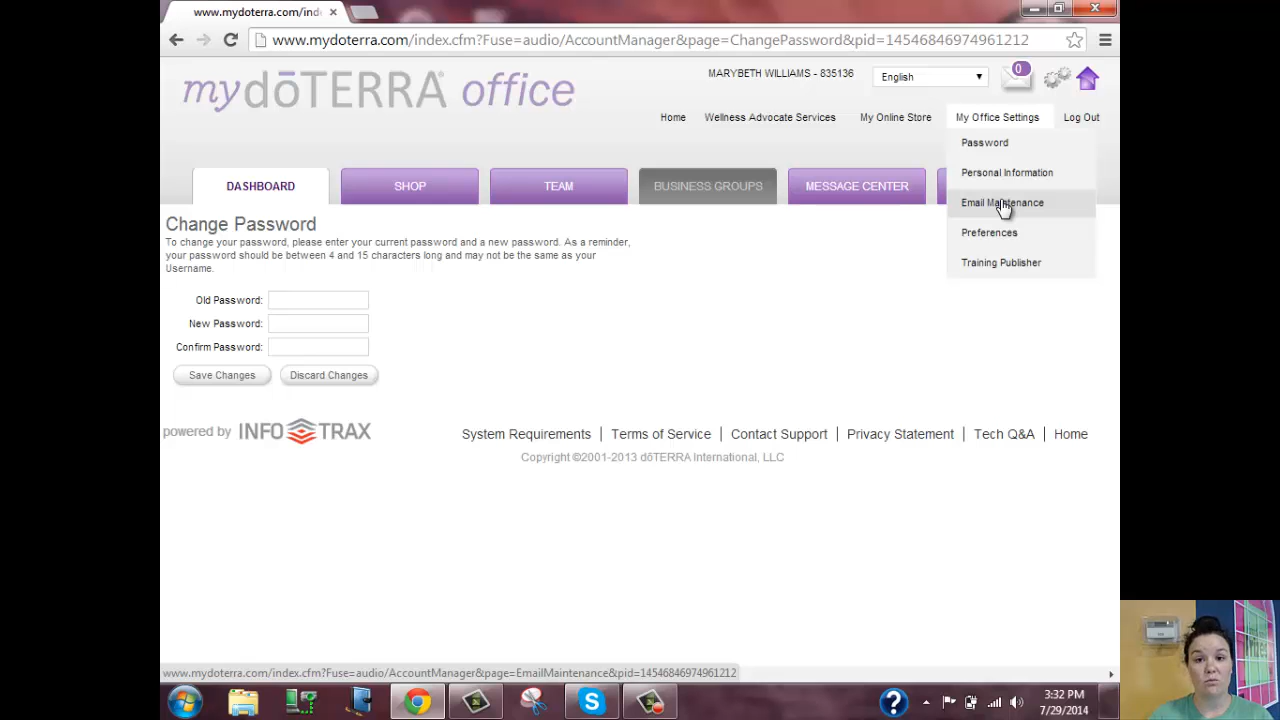 www.mydoterra.com/ind
www.mydoterra.com/index.cfm?Fuse=audio/AccountManager&page=ChangePassword&pid=14546846974961212
my dōTERRA® office
MARYBETH WILLIAMS - 835136
English
0
Home
Wellness Advocate Services
My Online Store
My Office Settings
Log Out
Password
Personal Information
Email Maintenance
Preferences
Training Publisher
DASHBOARD
SHOP
TEAM
BUSINESS GROUPS
MESSAGE CENTER
Change Password
To change your password, please enter your current password and a new password. As a reminder,
your password should be between 4 and 15 characters long and may not be the same as your
Username.
Old Password:
New Password:
Confirm Password:
Save Changes
Discard Changes
powered by INFOTRAX
System Requirements | Terms of Service | Contact Support | Privacy Statement | Tech Q&A | Home
Copyright ©2001-2013 dōTERRA International, LLC
www.mydoterra.com/index.cfm?Fuse=audio/AccountManager&page=EmailMaintenance&pid=14546846974961212
3:32 PM
7/29/2014